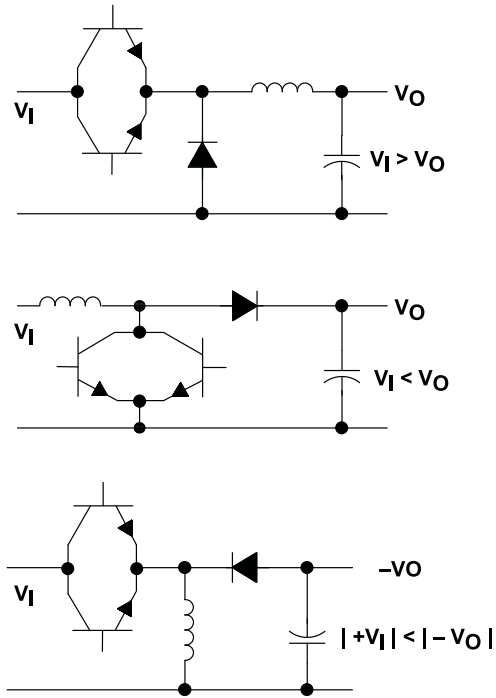 VI
VO
VI > VO
VI
VO
VI < VO
VI
–VO
| +VI | < | – VO |